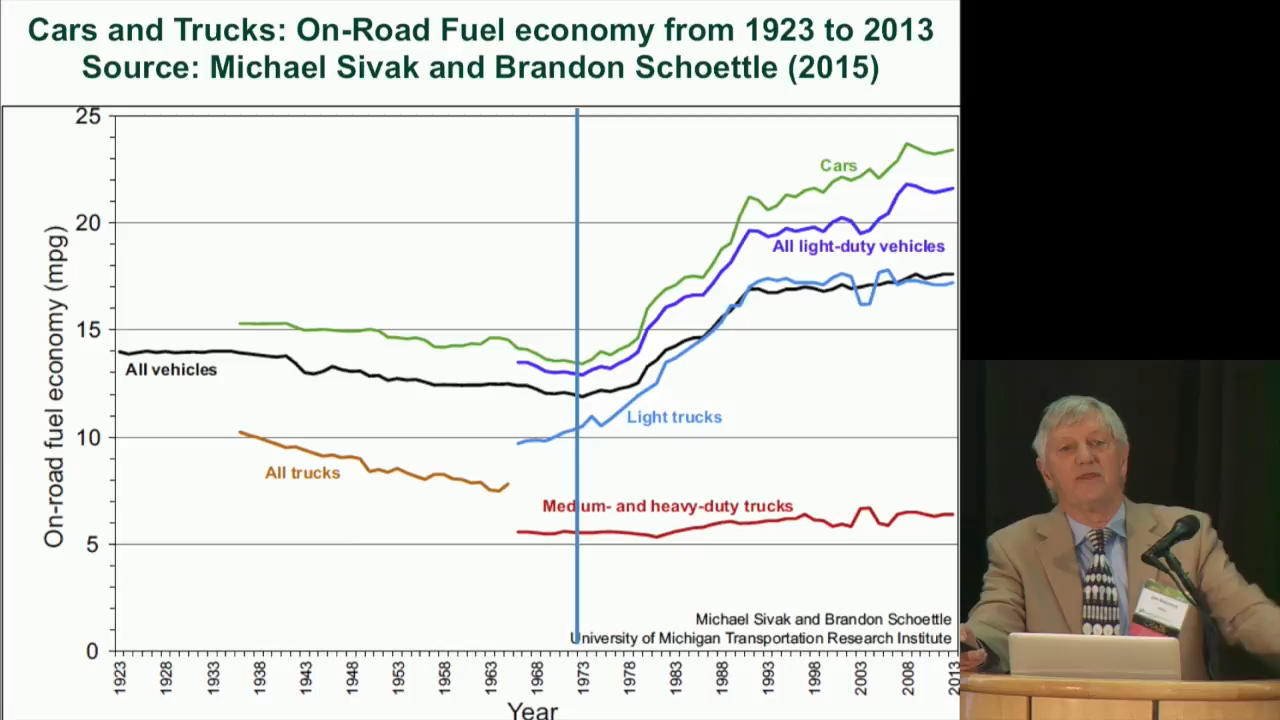 Cars and Trucks: On-Road Fuel economy from 1923 to 2013
Source: Michael Sivak and Brandon Schoettle (2015)
25
20
15
10
5
0
On-road fuel economy (mpg)
Cars
All light-duty vehicles
All vehicles
Light trucks
All trucks
Medium- and heavy-duty trucks
Michael Sivak and Brandon Schoettle
University of Michigan Transportation Research Institute
1923 1928 1933 1938 1943 1948 1953 1958 1963 1968 1973 1978 1983 1988 1993 1998 2003 2008 2013
Year